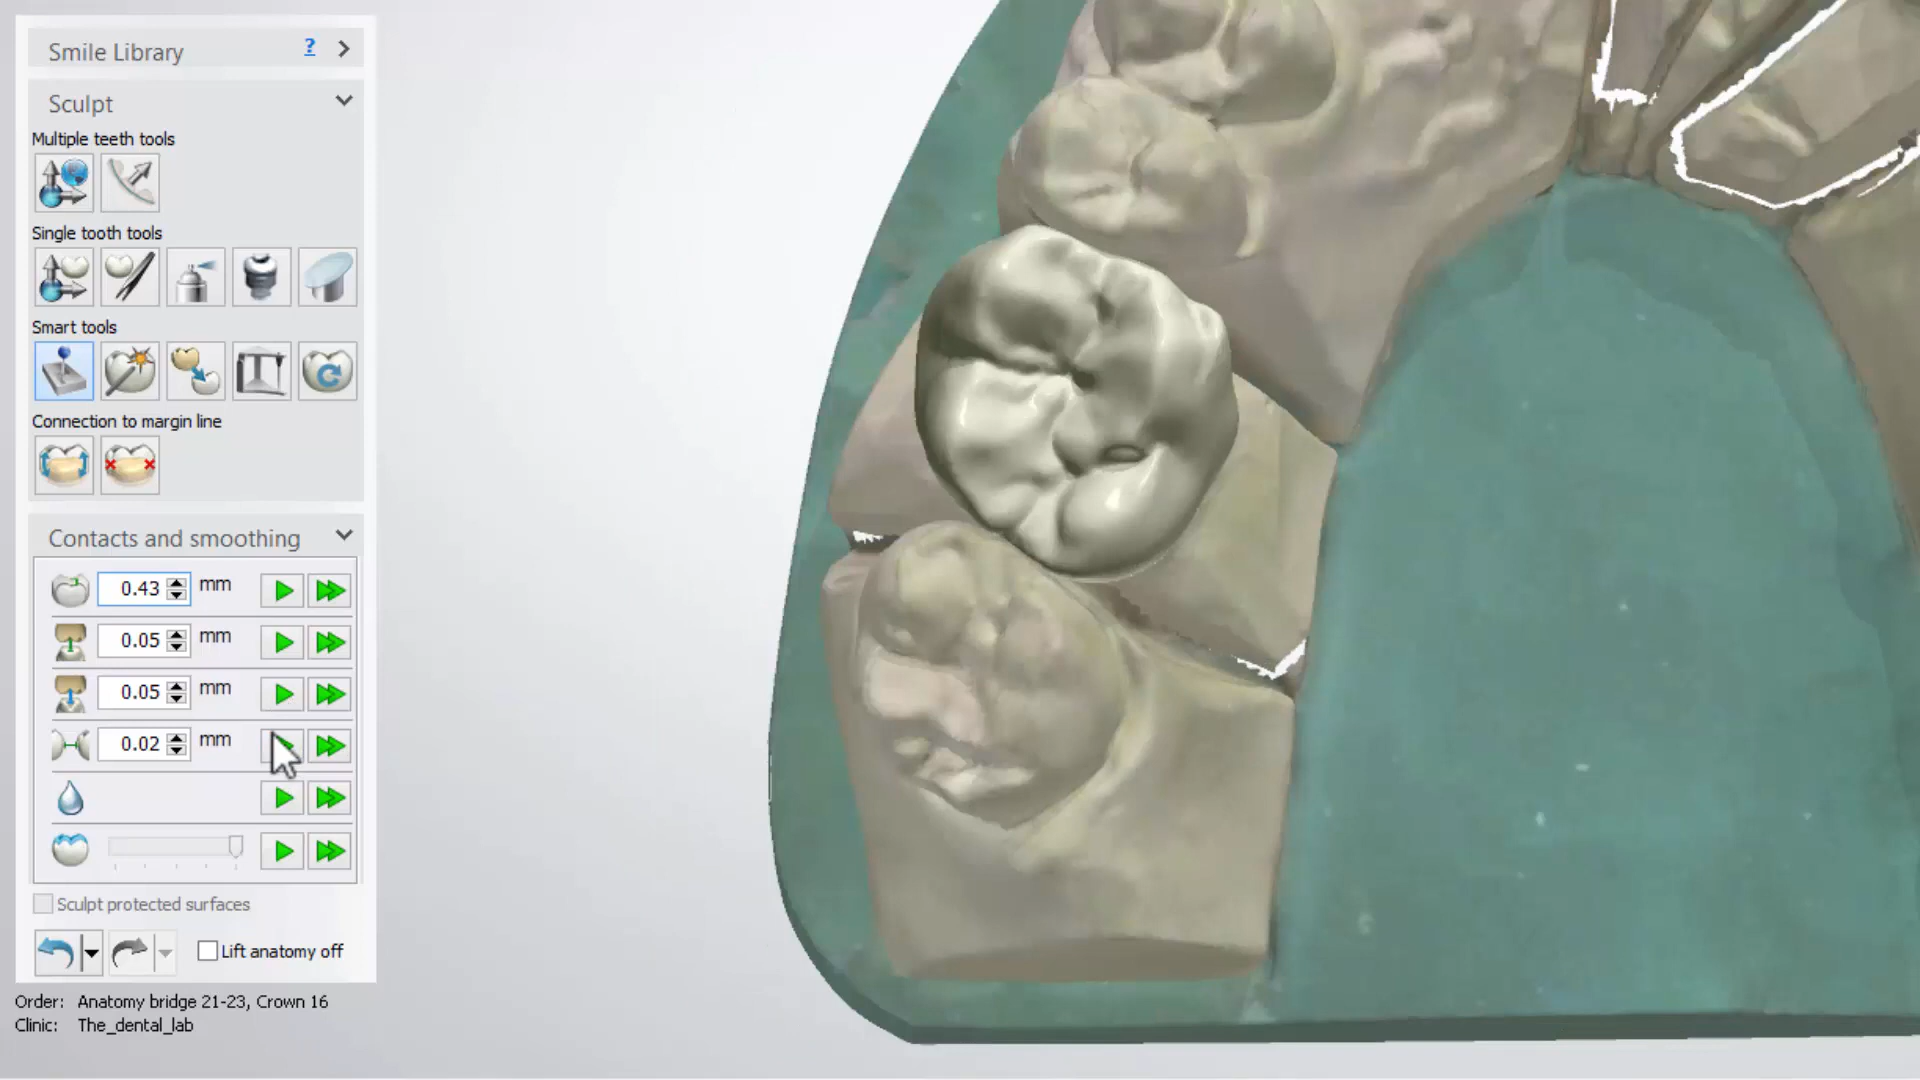 Smile Library ?
Sculpt
Multiple teeth tools
Single tooth tools
Smart tools
Connection to margin line
Contacts and smoothing
0.43 mm
0.05 mm
0.05 mm
0.02 mm
Sculpt protected surfaces
Lift anatomy off
Order: Anatomy bridge 21-23, Crown 16
Clinic: The_dental_lab